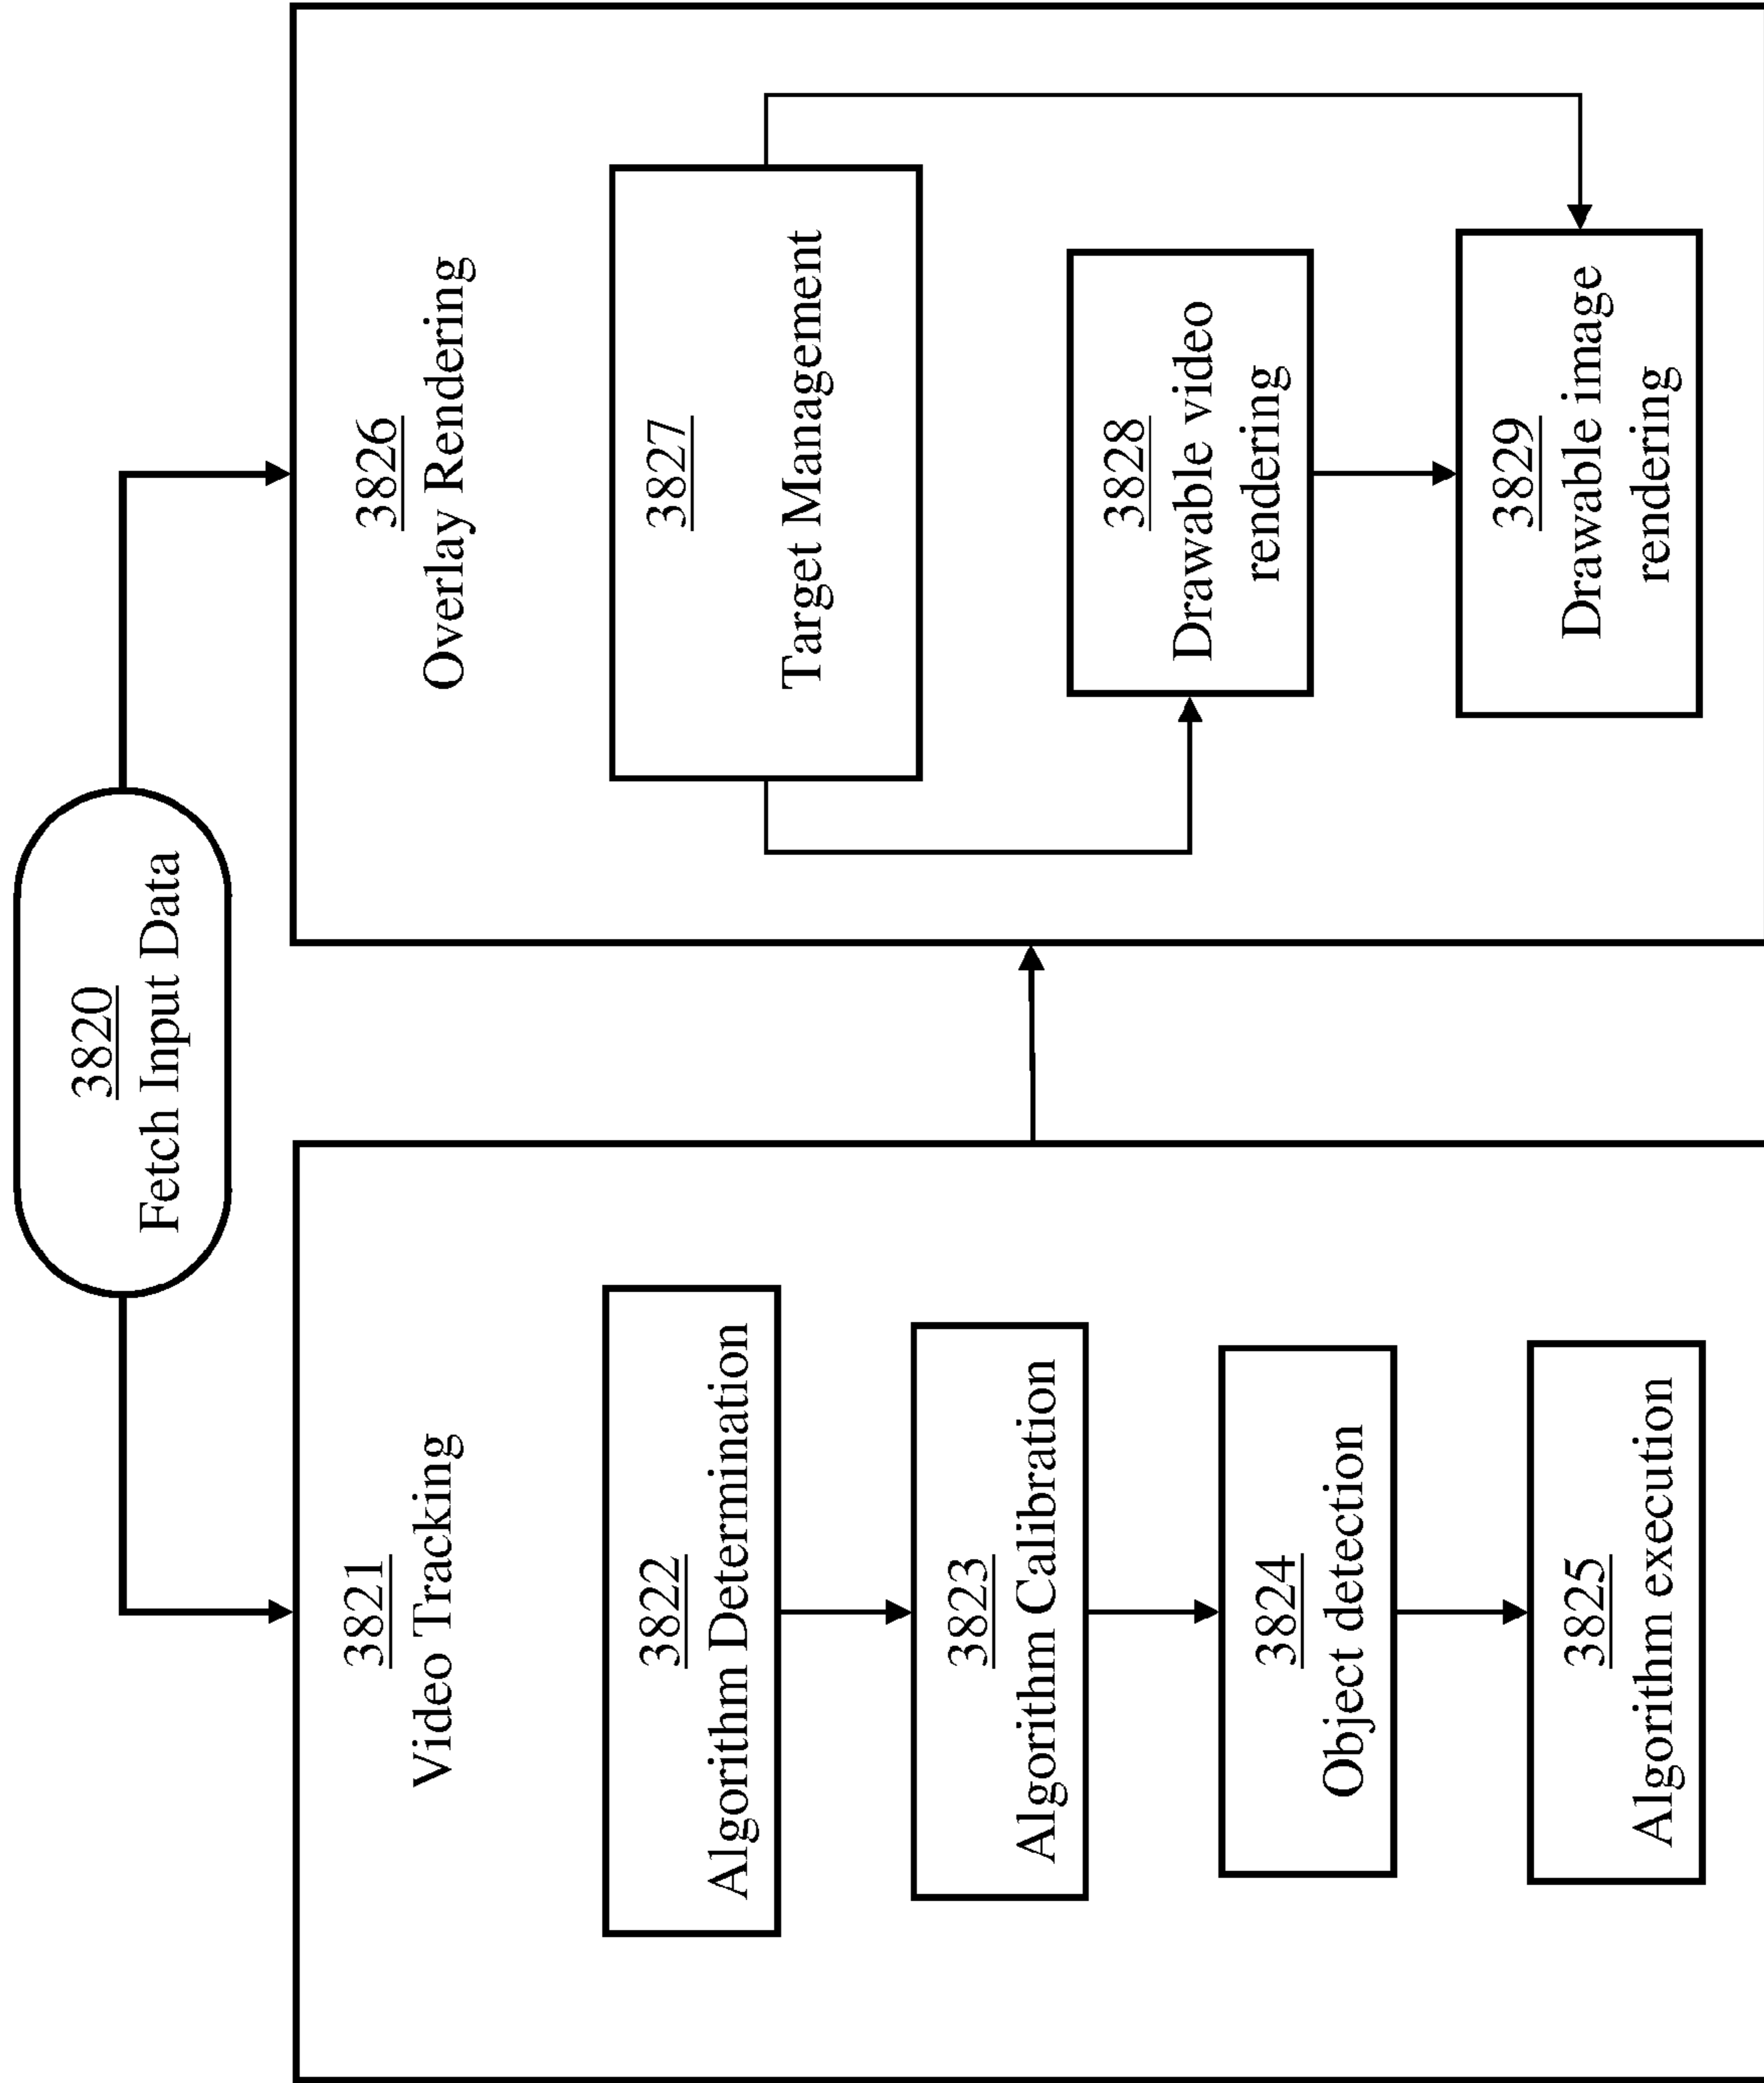 3820
Fetch Input Data
3821
Video Tracking
3822
Algorithm Determination
3823
Algorithm Calibration
3824
Object detection
3825
Algorithm execution
3826
Overlay Rendering
3827
Target Management
3828
Drawable video
rendering
3829
Drawable image
rendering